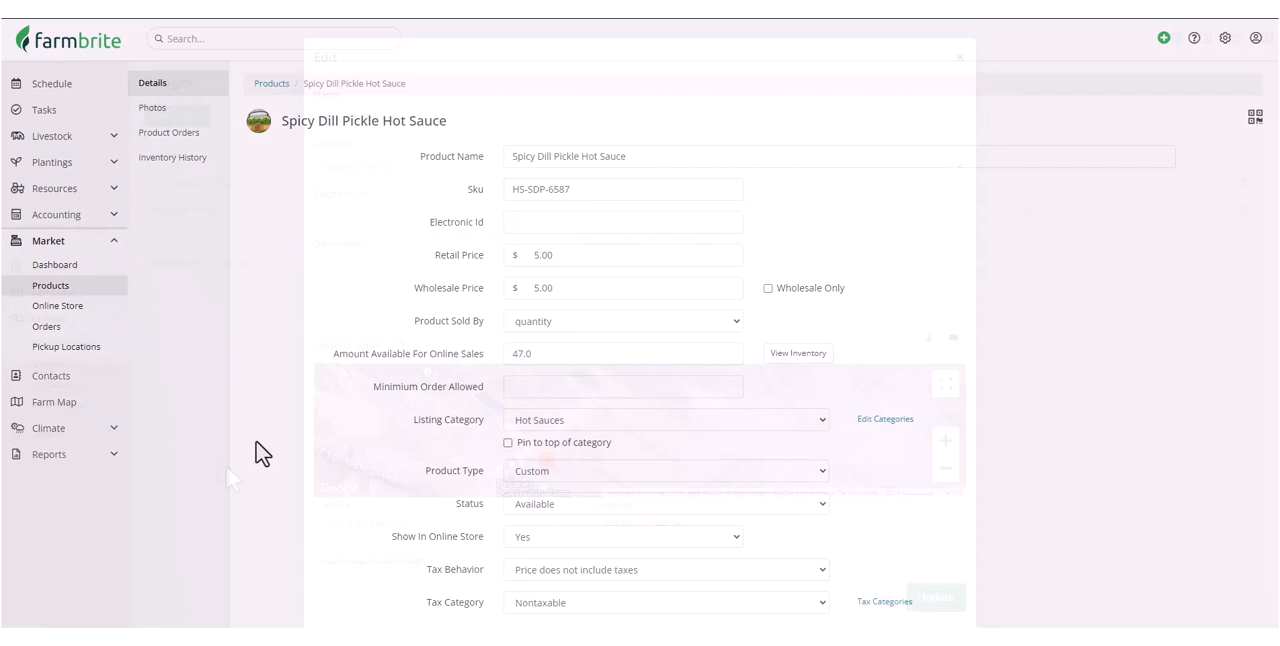 farmbrite
Search...
Edit
Schedule
Tasks
Livestock
Plantings
Resources
Accounting
Market
Dashboard
Products
Online Store
Orders
Pickup Locations
Contacts
Farm Map
Climate
Reports
Details
Photos
Product Orders
Inventory History
Products / Spicy Dill Pickle Hot Sauce
Spicy Dill Pickle Hot Sauce
Product Name Spicy Dill Pickle Hot Sauce
Sku HS-SDP-6587
Electronic Id
Retail Price $ 5.00
Wholesale Price $ 5.00 Wholesale Only
Product Sold By quantity
Amount Available For Online Sales 47.0 View Inventory
Minimum Order Allowed
Listing Category Hot Sauces Edit Categories
Pin to top of category
Product Type Custom
Google
Status Available
Show In Online Store Yes
Tax Behavior Price does not include taxes
Tax Category Nontaxable Tax Categories Update